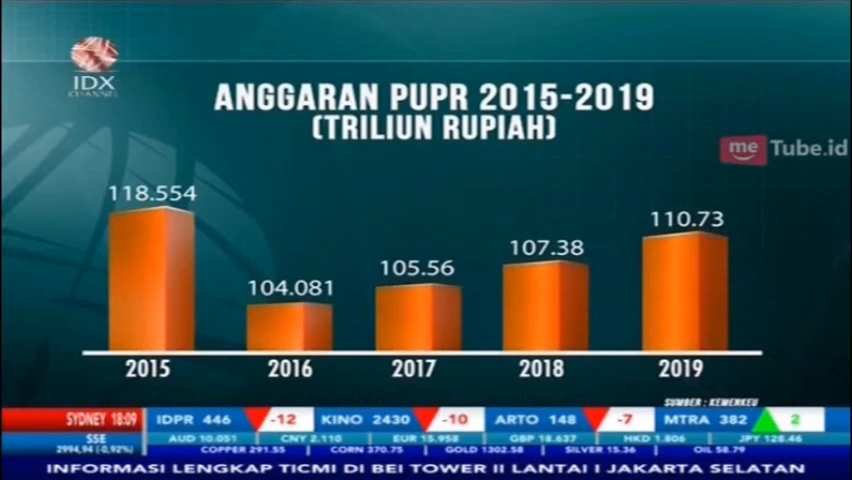 IDX
CHANNEL
ANGGARAN PUPR 2015-2019
(TRILIUN RUPIAH)
me Tube.id
118.554
104.081
105.56
107.38
110.73
2015 2016 2017 2018 2019
SUMBER : KEMENKEU
SYDNEY 18:09 IDPR 446 -12 KINO 2430 -10 ARTO 148 -7 MTRA 382 2
SSE AUD 10.051 CNY 2.110 EUR 15.958 GBP 18.637 HKD 1.806 JPY 128.46
2994,94 (-0,92%) COPPER 291.55 CORN 370.75 GOLD 1302.58 SILVER 15.36 OIL 58.79
INFORMASI LENGKAP TICMI DI BEI TOWER II LANTAI I JAKARTA SELATAN